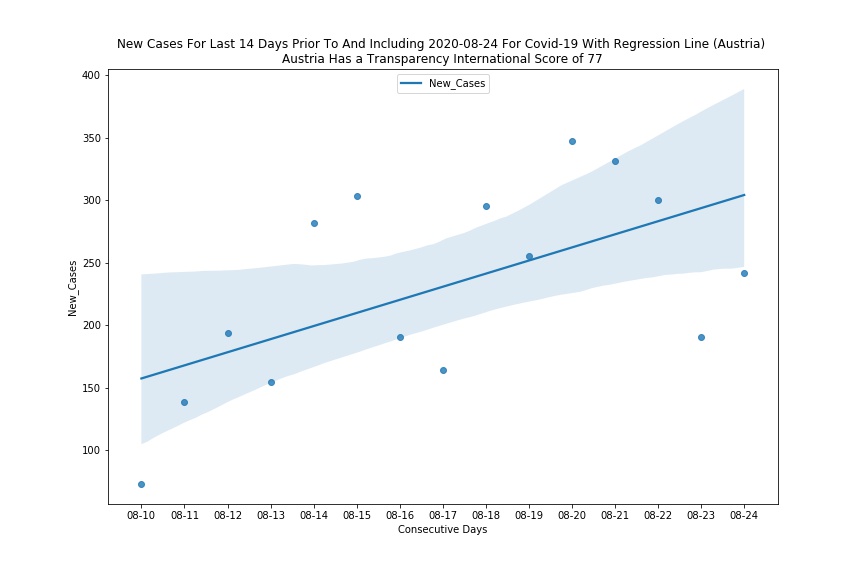 New Cases For Last 14 Days Prior To And Including 2020-08-24 For Covid-19 With Regression Line (Austria)
Austria Has a Transparency International Score of 77
New_Cases
400
350
300
250
200
150
100
New_Cases
08-10 08-11 08-12 08-13 08-14 08-15 08-16 08-17 08-18 08-19 08-20 08-21 08-22 08-23 08-24
Consecutive Days